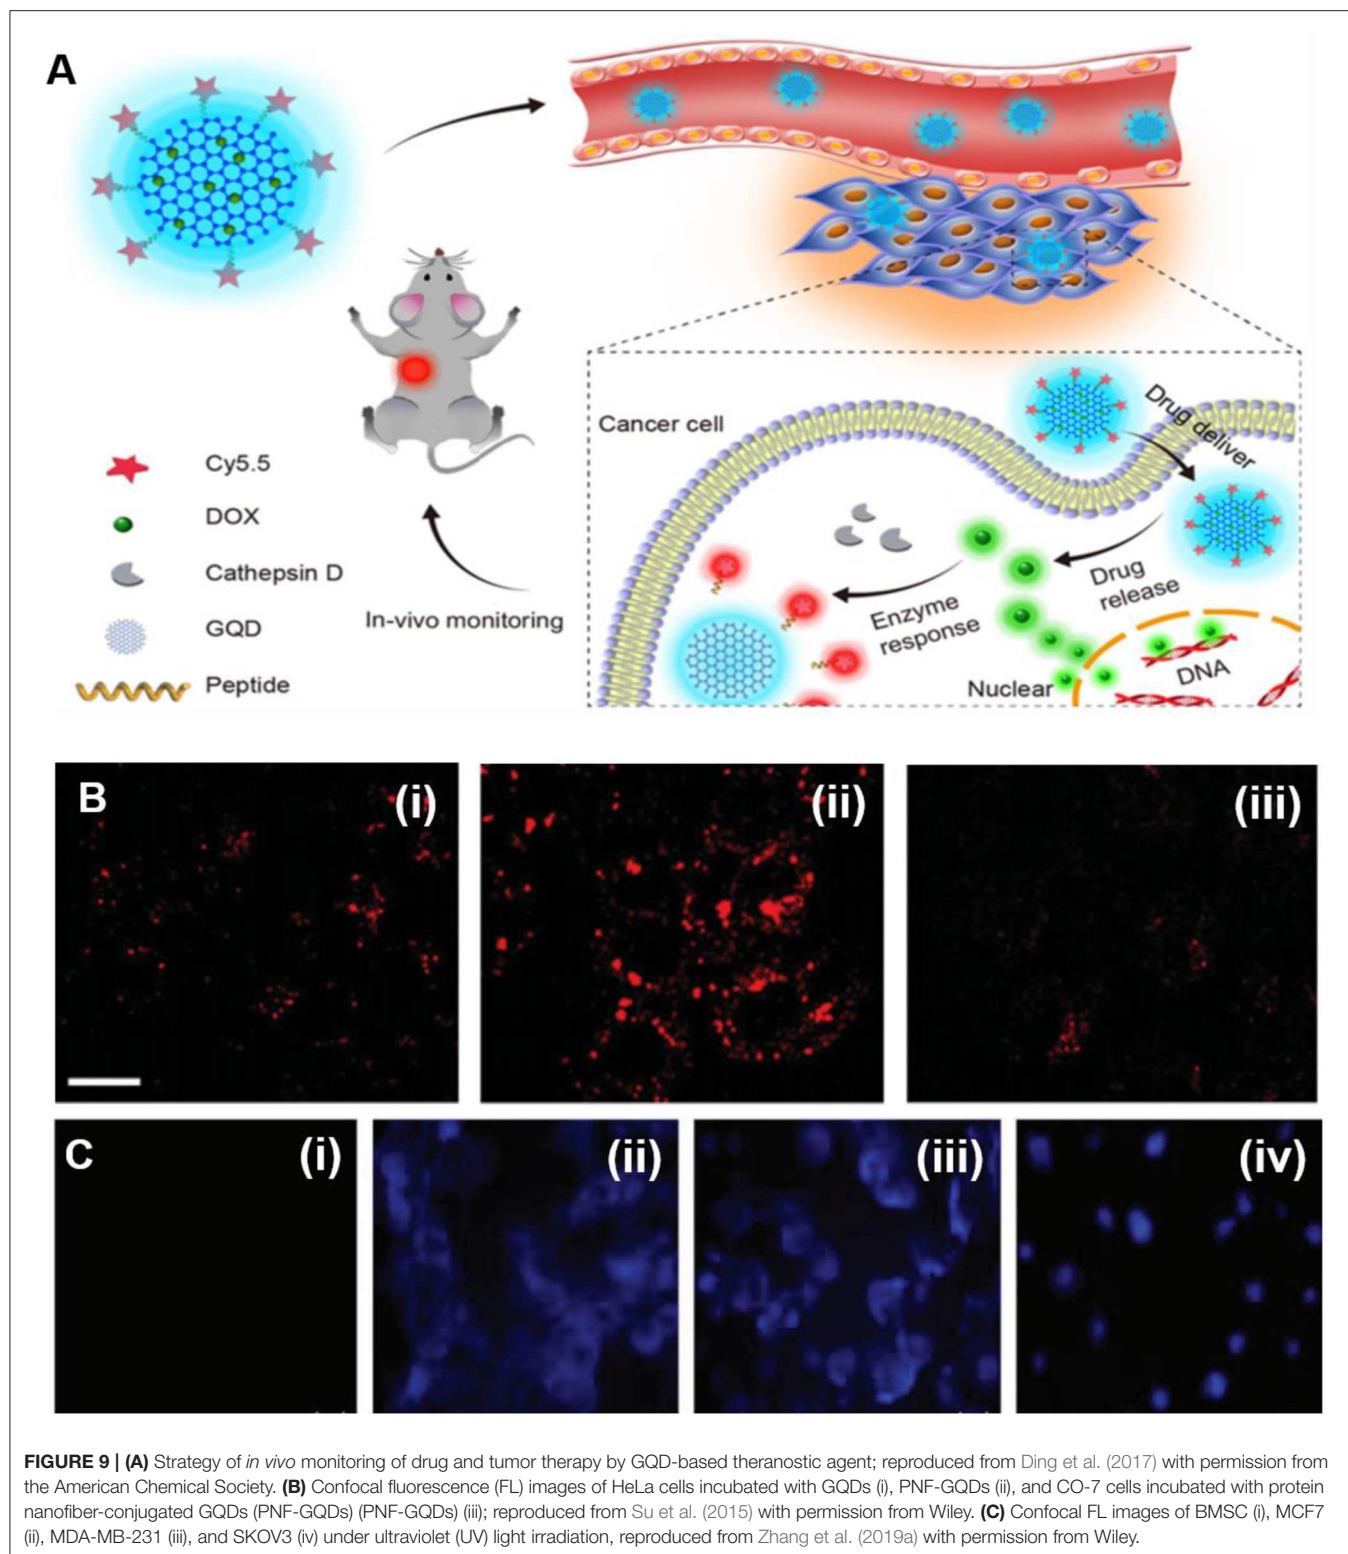 A
Cancer cell
Drug deliver
Cy5.5
DOX
Cathepsin D
GQD
Peptide
In-vivo monitoring
Enzyme
response
Drug
release
Nuclear
DNA
B
(i)
(ii)
(iii)
C
(i)
(ii)
(iii)
(iv)
FIGURE 9 | (A) Strategy of in vivo monitoring of drug and tumor therapy by GQD-based theranostic agent; reproduced from Ding et al. (2017) with permission from
the American Chemical Society. (B) Confocal fluorescence (FL) images of HeLa cells incubated with GQDs (i), PNF-GQDs (ii), and CO-7 cells incubated with protein
nanofiber-conjugated GQDs (PNF-GQDs) (PNF-GQDs) (iii); reproduced from Su et al. (2015) with permission from Wiley. (C) Confocal FL images of BMSC (i), MCF7
(ii), MDA-MB-231 (iii), and SKOV3 (iv) under ultraviolet (UV) light irradiation, reproduced from Zhang et al. (2019a) with permission from Wiley.